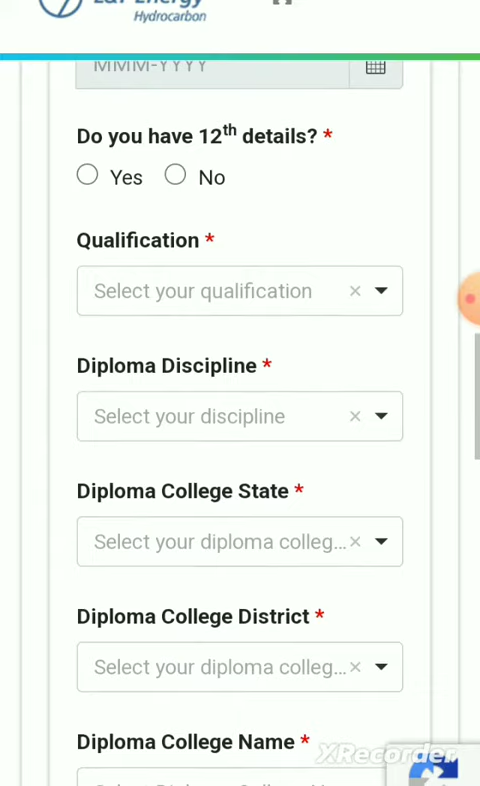 L&T Energy
Hydrocarbon
MMM-YYYY
Do you have 12th details? *
Yes No
Qualification *
Select your qualification ×
Diploma Discipline *
Select your discipline ×
Diploma College State *
Select your diploma colleg... ×
Diploma College District *
Select your diploma colleg... ×
Diploma College Name *
XRecorder